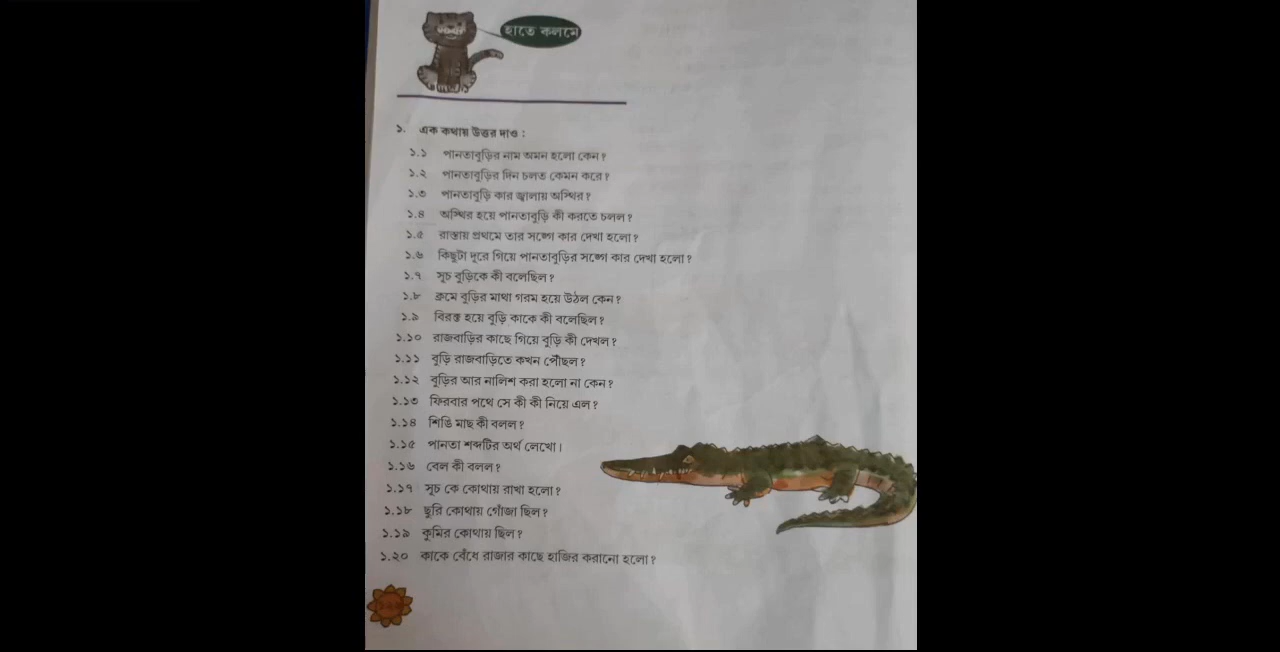 হাতে কলমে
১. এক কথায় উত্তর দাও :
১.১ পানতাবুড়ির নাম অমন হলো কেন?
১.২ পানতাবুড়ির দিন চলত কেমন করে?
১.৩ পানতাবুড়ি কার জ্বালায় অস্থির?
১.৪ অস্থির হয়ে পানতাবুড়ি কী করতে চলল?
১.৫ রাস্তায় প্রথমে তার সঙ্গে কার দেখা হলো?
১.৬ কিছুটা দূরে গিয়ে পানতাবুড়ির সঙ্গে কার দেখা হলো?
১.৭ সূচ বুড়িকে কী বলেছিল?
১.৮ ক্রমে বুড়ির মাথা গরম হয়ে উঠল কেন?
১.৯ বিরক্ত হয়ে বুড়ি কাকে কী বলেছিল?
১.১০ রাজবাড়ির কাছে গিয়ে বুড়ি কী দেখল?
১.১১ বুড়ি রাজবাড়িতে কখন পৌঁছল?
১.১২ বুড়ির আর নালিশ করা হলো না কেন?
১.১৩ ফিরবার পথে সে কী কী নিয়ে এল?
১.১৪ শিঙি মাছ কী বলল?
১.১৫ পানতা শব্দটির অর্থ লেখো।
১.১৬ বেল কী বলল?
১.১৭ সূচ কে কোথায় রাখা হলো?
১.১৮ ছুরি কোথায় গোঁজা ছিল?
১.১৯ কুমির কোথায় ছিল?
১.২০ কাকে বেঁধে রাজার কাছে হাজির করানো হলো?